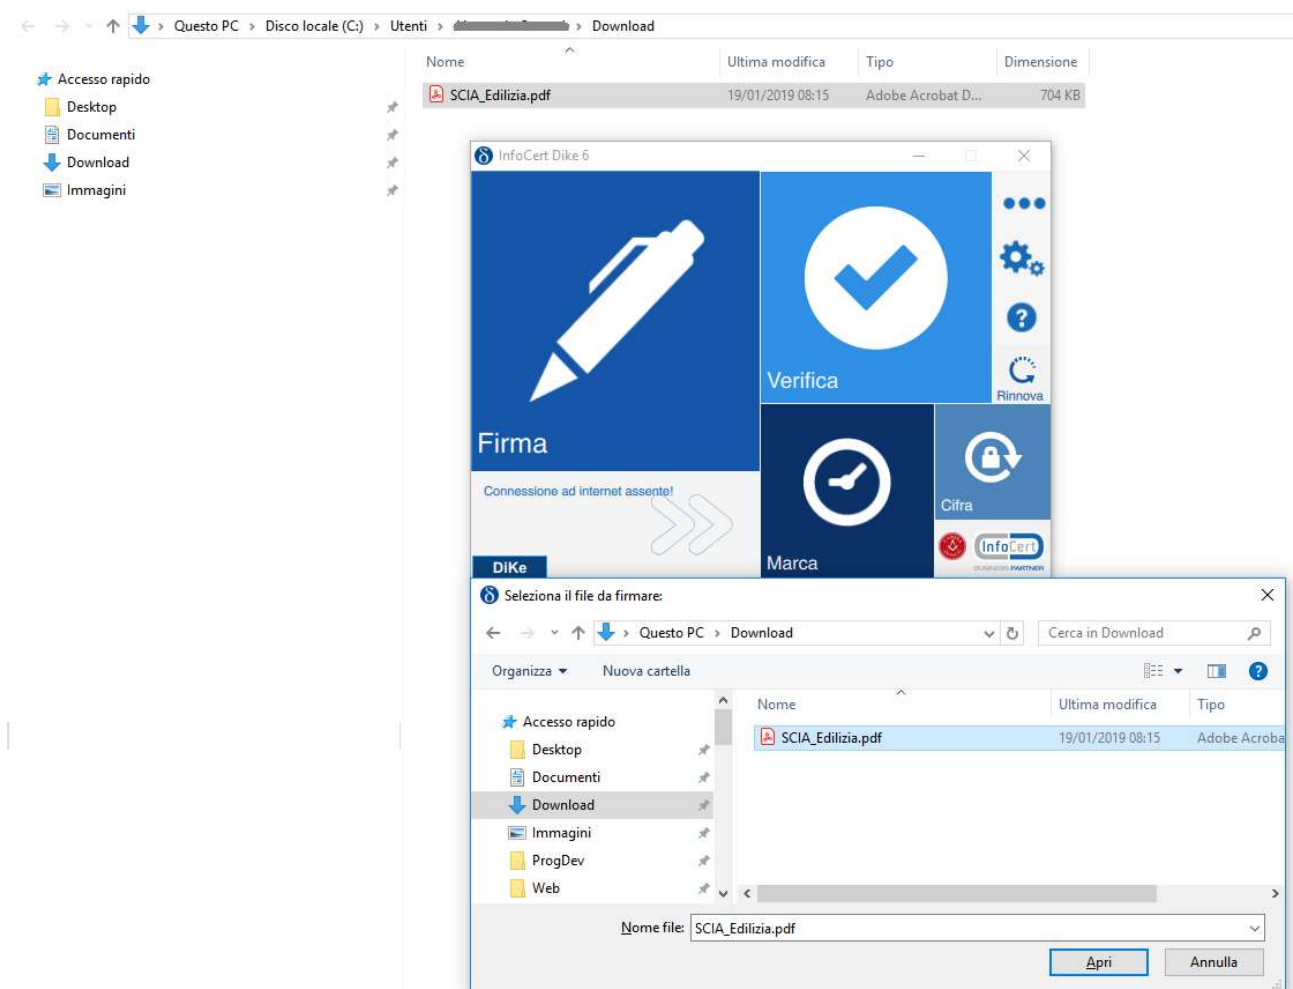 Questo PC > Disco locale (C:) > Utenti > > Download
Nome Ultima modifica Tipo Dimensione
Accesso rapido
SCIA_Edilizia.pdf 19/01/2019 08:15 Adobe Acrobat D... 704 KB
Desktop
Documenti
Download
Immagini
InfoCert Dike 6
Firma
Verifica
Rinnova
Connessione ad internet assente!
DiKe
Marca
Cifra
InfoCert
BUSINESS PARTNER
Seleziona il file da firmare:
> Questo PC > Download
Cerca in Download
Organizza Nuova cartella
Nome Ultima modifica Tipo
Accesso rapido
SCIA_Edilizia.pdf 19/01/2019 08:15 Adobe Acroba
Desktop
Documenti
Download
Immagini
ProgDev
Web
Nome file: SCIA_Edilizia.pdf
Apri Annulla